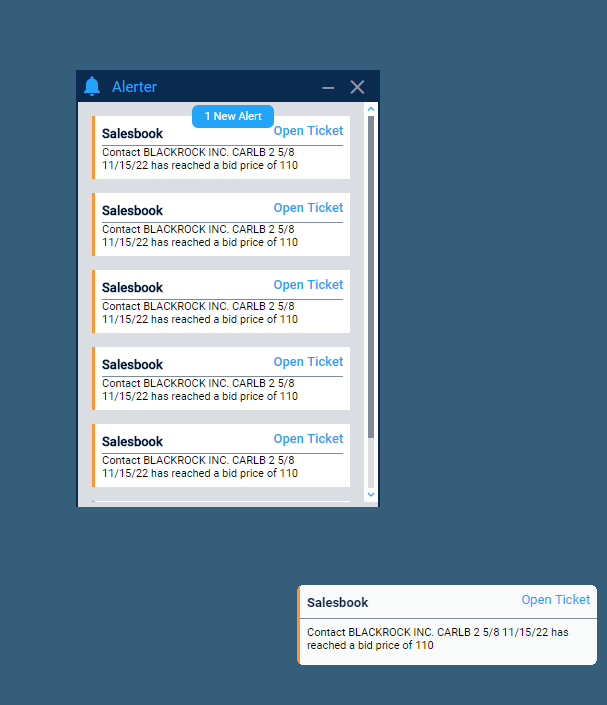 Alerter
1 New Alert
Salesbook
Open Ticket
Contact BLACKROCK INC. CARLB 2 5/8
11/15/22 has reached a bid price of 110
Salesbook
Open Ticket
Contact BLACKROCK INC. CARLB 2 5/8
11/15/22 has reached a bid price of 110
Salesbook
Open Ticket
Contact BLACKROCK INC. CARLB 2 5/8
11/15/22 has reached a bid price of 110
Salesbook
Open Ticket
Contact BLACKROCK INC. CARLB 2 5/8
11/15/22 has reached a bid price of 110
Salesbook
Open Ticket
Contact BLACKROCK INC. CARLB 2 5/8
11/15/22 has reached a bid price of 110
Salesbook
Open Ticket
Contact BLACKROCK INC. CARLB 2 5/8 11/15/22 has
reached a bid price of 110